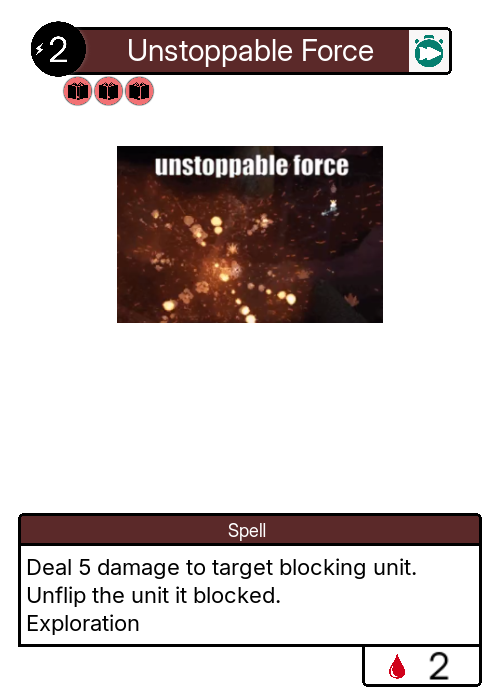 2
Unstoppable Force
unstoppable force
Spell
Deal 5 damage to target blocking unit.
Unflip the unit it blocked.
Exploration
2